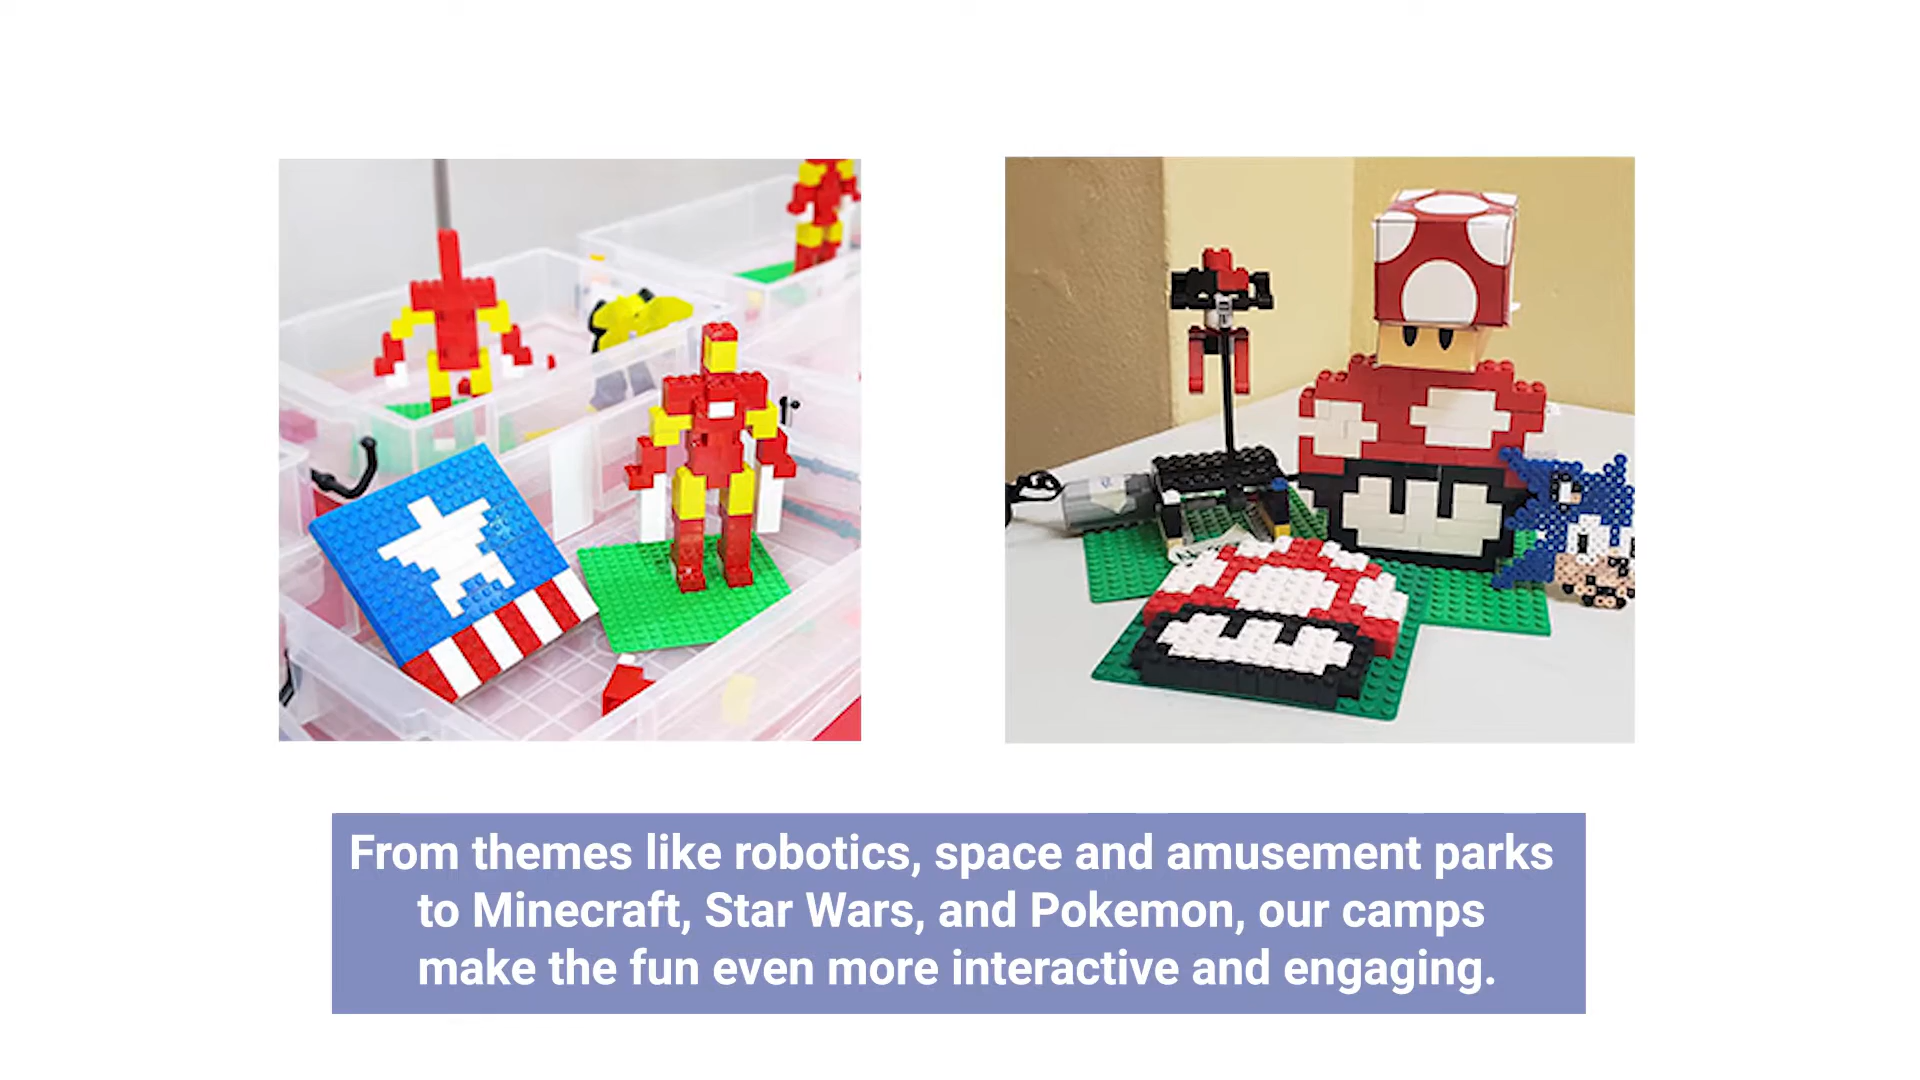 From themes like robotics, space and amusement parks
to Minecraft, Star Wars, and Pokemon, our camps
make the fun even more interactive and engaging.